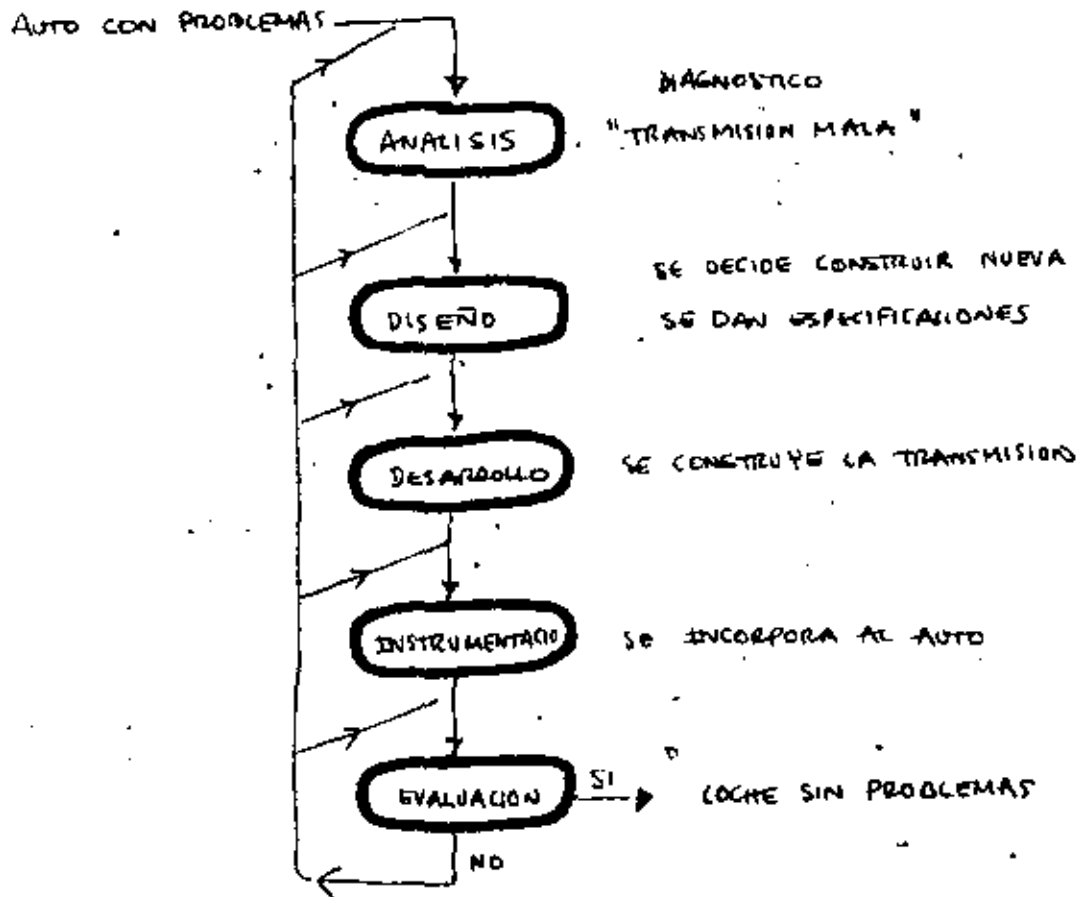 AUTO CON PROBLEMAS
DIAGNOSTICO
ANALISIS "TRANSMISION MALA"
SE DECIDE CONSTRUIR NUEVA
DISEÑO SE DAN ESPECIFICACIONES
DESARROLLO SE CONSTRUYE LA TRANSMISION
INSTRUMENTACIO SE INCORPORA AL AUTO
EVALUACION SI COCHE SIN PROBLEMAS
NO